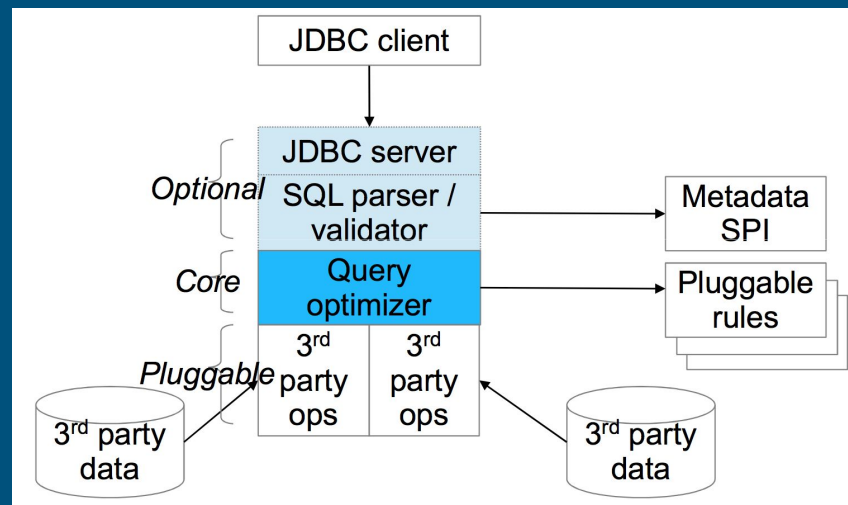 JDBC client
JDBC server
Optional
SQL parser /
validator
Metadata
SPI
Core
Query
optimizer
Pluggable
rules
Pluggable
3rd
party
ops
3rd
party
ops
3rd party
data
3rd party
data